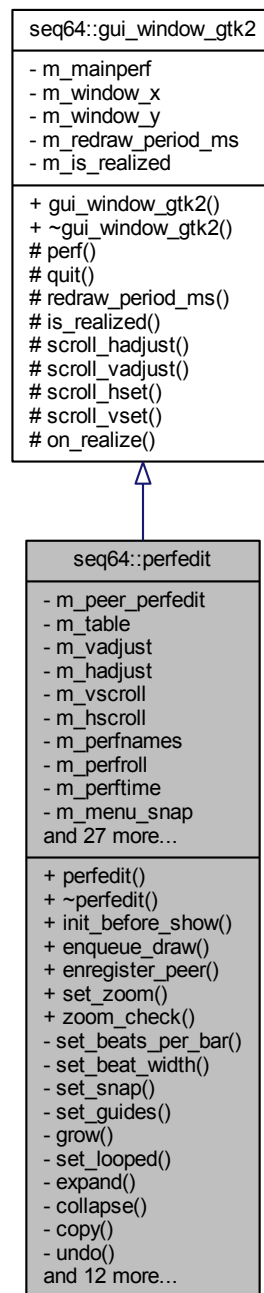 seq64::gui_window_gtk2
- m_mainperf
- m_window_x
- m_window_y
- m_redraw_period_ms
- m_is_realized
+ gui_window_gtk2()
+ ~gui_window_gtk2()
# perf()
# quit()
# redraw_period_ms()
# is_realized()
# scroll_hadjust()
# scroll_vadjust()
# scroll_hset()
# scroll_vset()
# on_realize()
seq64::perfedit
- m_peer_perfedit
- m_table
- m_vadjust
- m_hadjust
- m_vscroll
- m_hscroll
- m_perfnames
- m_perfroll
- m_perftime
- m_menu_snap
and 27 more...
+ perfedit()
+ ~perfedit()
+ init_before_show()
+ enqueue_draw()
+ enregister_peer()
+ set_zoom()
+ zoom_check()
- set_beats_per_bar()
- set_beat_width()
- set_snap()
- set_guides()
- grow()
- set_looped()
- expand()
- collapse()
- copy()
- undo()
and 12 more...